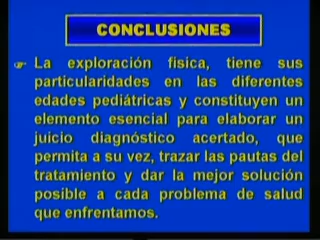 CONCLUSIONES
La exploración física, tiene sus
particularidades en las diferentes
edades pediátricas y constituyen un
elemento esencial para elaborar un
juicio diagnóstico acertado, que
permita a su vez, trazar las pautas del
tratamiento y dar la mejor solución
posible a cada problema de salud
que enfrentamos.